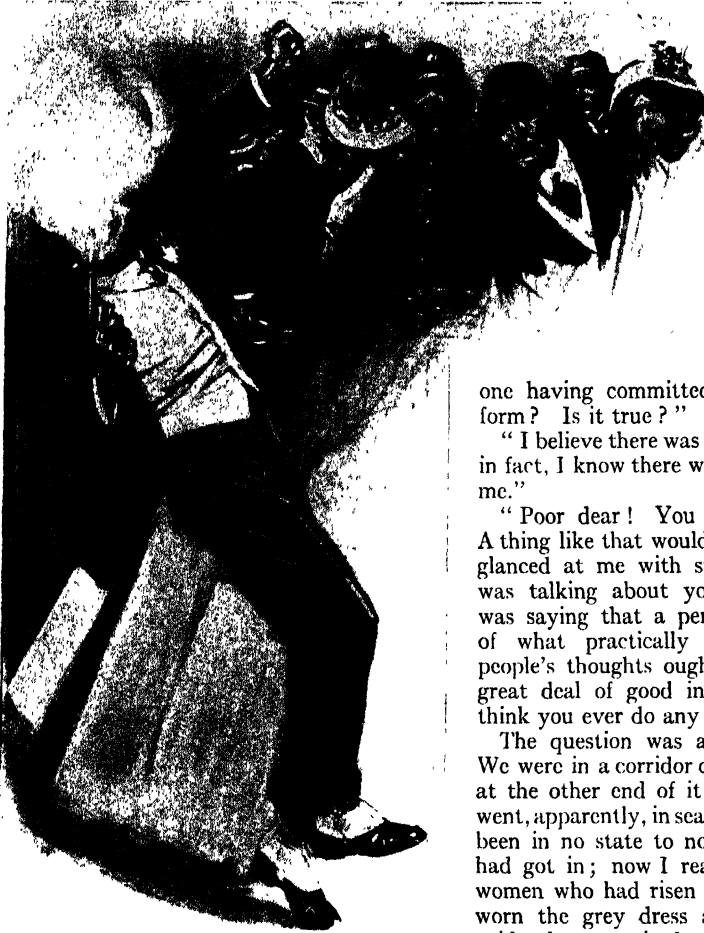 one having committed
form? Is it true?"
"I believe there was
in fact, I know there w
me."
"Poor dear! You
A thing like that would
glanced at me with s
was talking about yo
was saying that a per
of what practically
people's thoughts ough
great deal of good in
think you ever do any
The question was a
We were in a corridor c
at the other end of it
went, apparently, in sea
been in no state to no
had got in; now I rea
women who had risen
worn the grey dress a